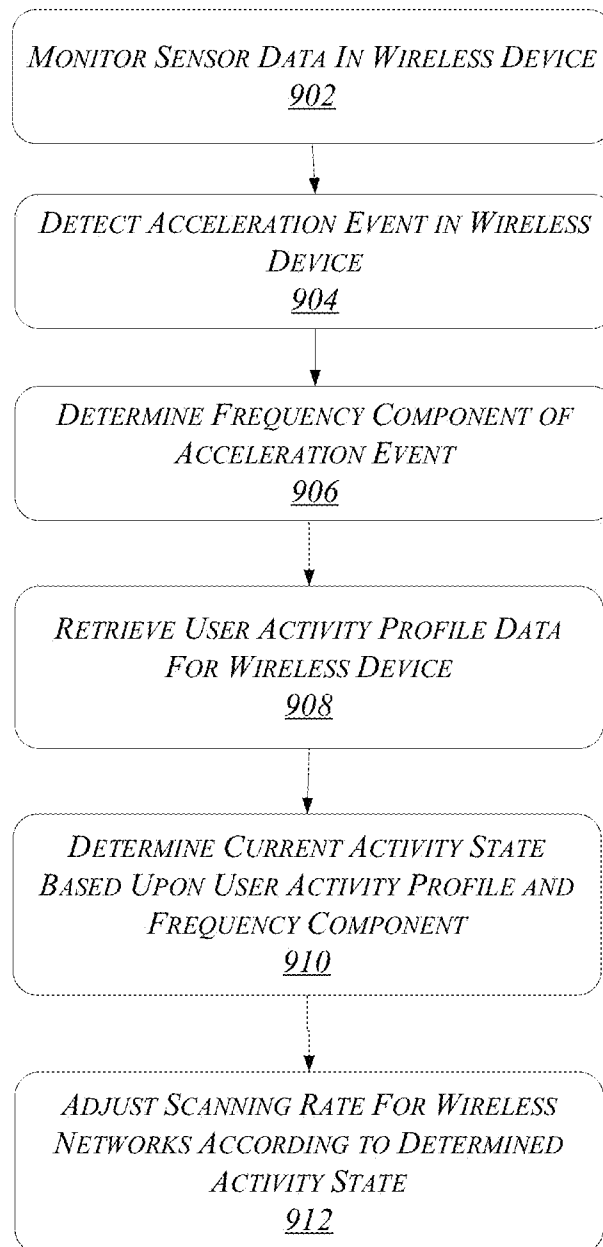 MONITOR SENSOR DATA IN WIRELESS DEVICE
902
DETECT ACCELERATION EVENT IN WIRELESS
DEVICE
904
DETERMINE FREQUENCY COMPONENT OF
ACCELERATION EVENT
906
RETRIEVE USER ACTIVITY PROFILE DATA
FOR WIRELESS DEVICE
908
DETERMINE CURRENT ACTIVITY STATE
BASED UPON USER ACTIVITY PROFILE AND
FREQUENCY COMPONENT
910
ADJUST SCANNING RATE FOR WIRELESS
NETWORKS ACCORDING TO DETERMINED
ACTIVITY STATE
912